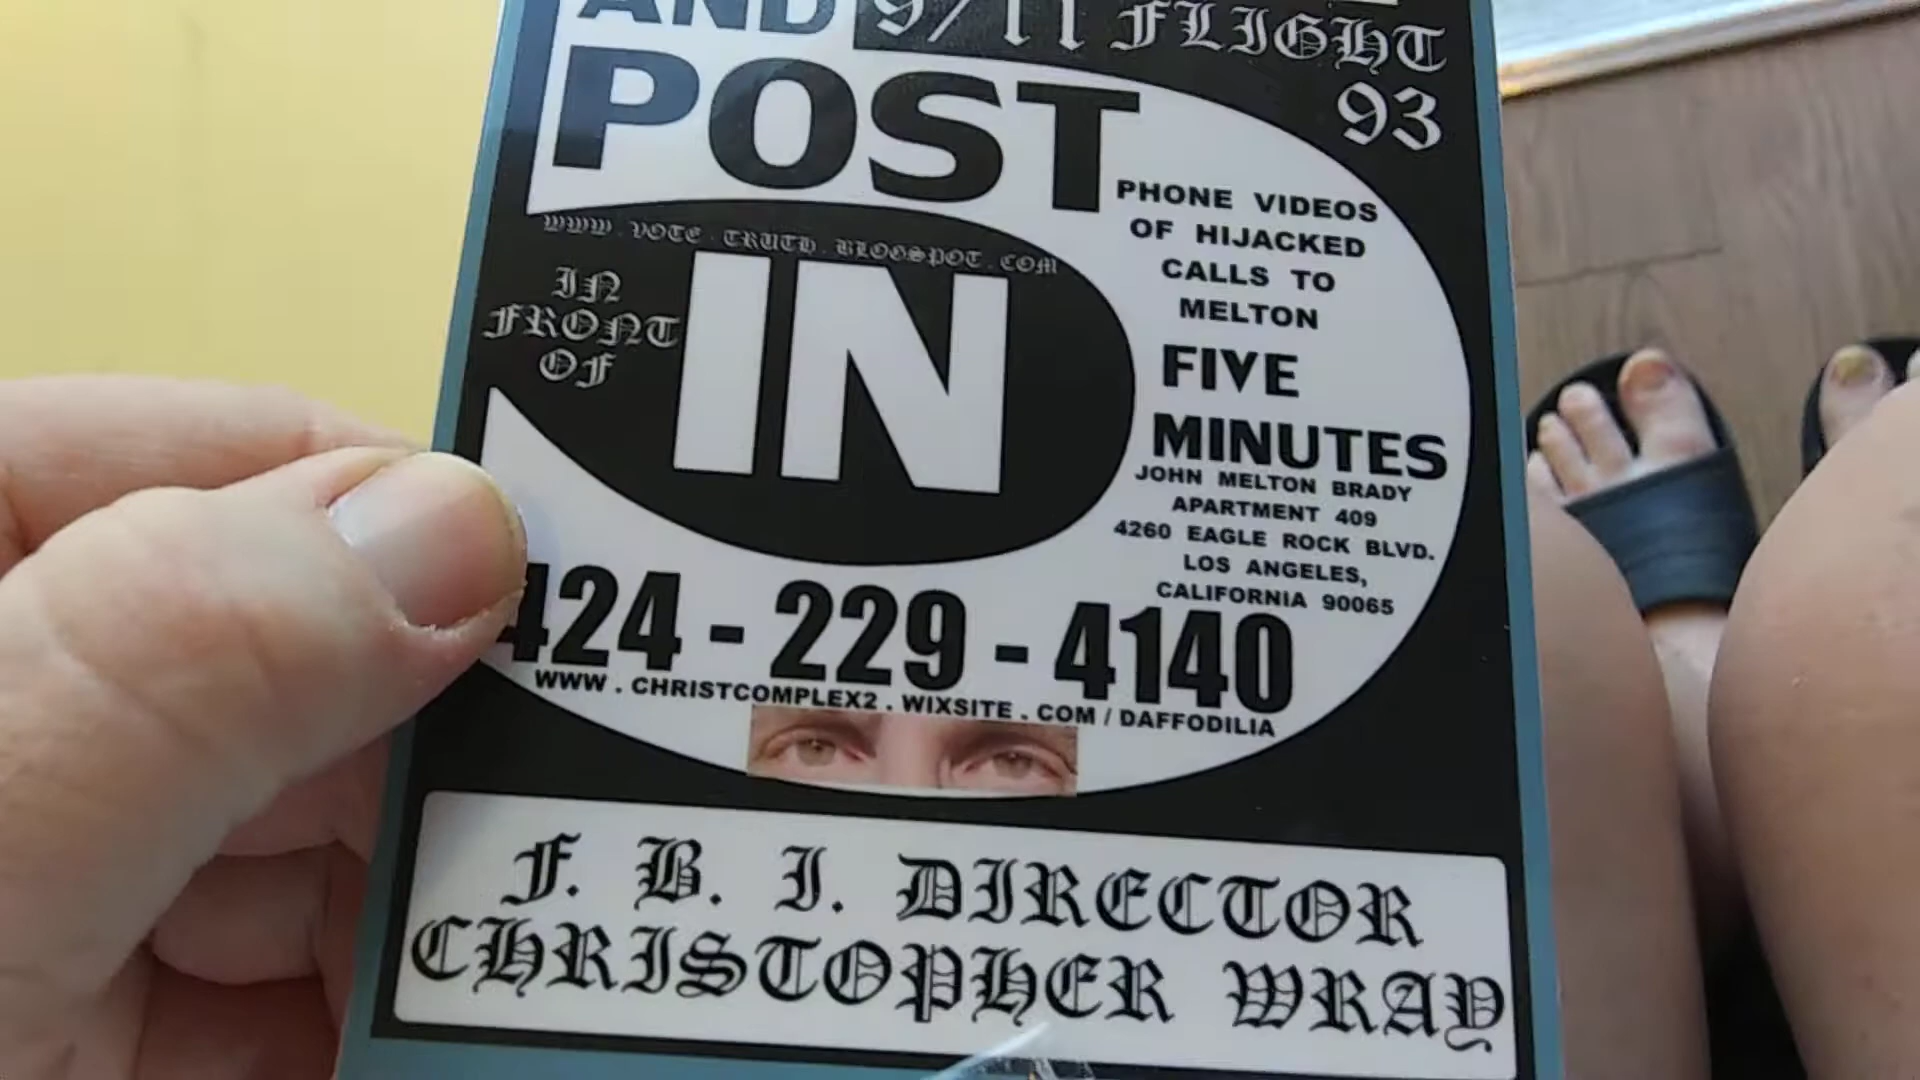 AND 9/11 FLIGHT
93
POST
PHONE VIDEOS
OF HIJACKED
CALLS TO
MELTON
WWW . VOTE . TRUTH . BLOGSPOT . COM
IN
FRONT
OF
IN
FIVE
MINUTES
JOHN MELTON BRADY
APARTMENT 409
4260 EAGLE ROCK BLVD.
LOS ANGELES,
CALIFORNIA 90065
424 - 229 - 4140
WWW . CHRISTCOMPLEX2 . WIXSITE . COM / DAFFODILIA
F. B. I. DIRECTOR
CHRISTOPHER WRAY